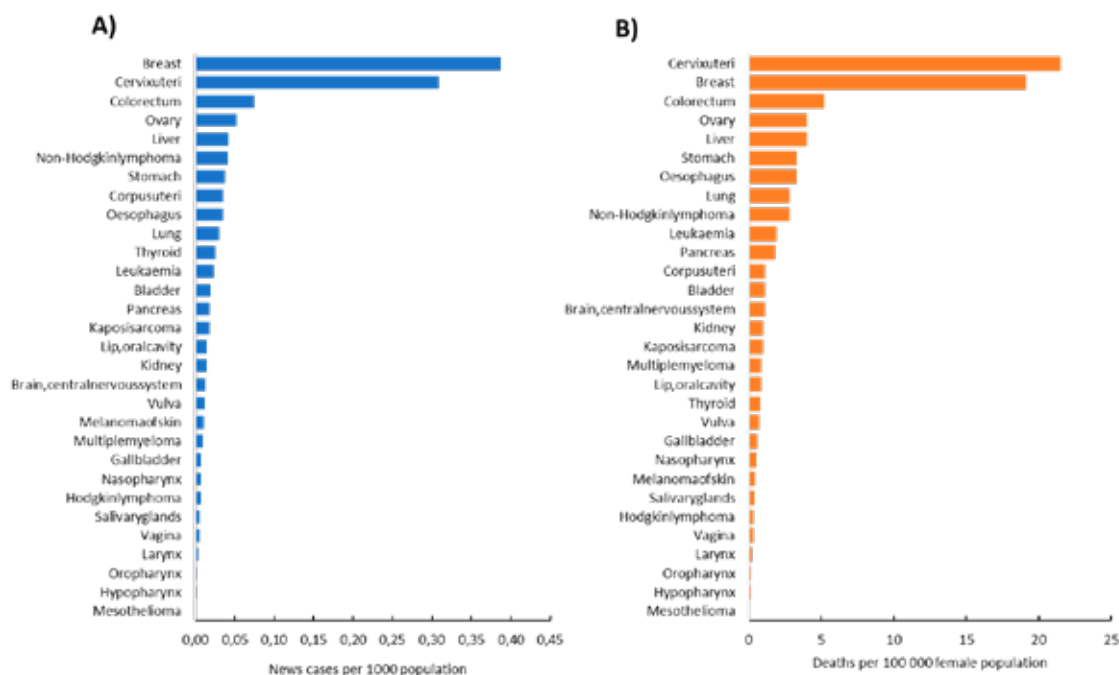 A)
Breast
Cervixuteri
Colorectum
Ovary
Liver
Non-Hodgkinlymphoma
Stomach
Corpusuteri
Oesophagus
Lung
Thyroid
Leukaemia
Bladder
Pancreas
Kaposisarcoma
Lip,oralcavity
Kidney
Brain,centralnervoussystem
Vulva
Melanomaofskin
Multiplemyeloma
Gallbladder
Nasopharynx
Hodgkinlymphoma
Salivaryglands
Vagina
Larynx
Oropharynx
Hypopharynx
Mesothelioma
0,00 0,05 0,10 0,15 0,20 0,25 0,30 0,35 0,40 0,45
News cases per 1000 population
B)
Cervixuteri
Breast
Colorectum
Ovary
Liver
Stomach
Oesophagus
Lung
Non-Hodgkinlymphoma
Leukaemia
Pancreas
Corpusuteri
Bladder
Brain,centralnervoussystem
Kidney
Kaposisarcoma
Multiplemyeloma
Lip,oralcavity
Thyroid
Vulva
Gallbladder
Nasopharynx
Melanomaofskin
Salivaryglands
Hodgkinlymphoma
Vagina
Larynx
Oropharynx
Hypopharynx
Mesothelioma
0 5 10 15 20 25
Deaths per 100 000 female population